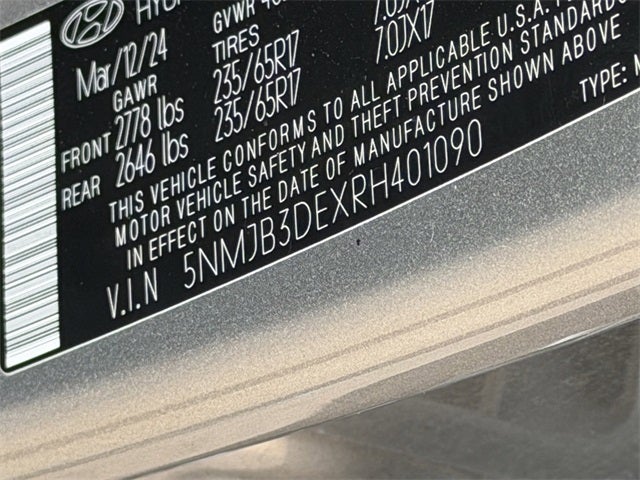 Mar/12/24
GVWR
GAWR TIRES
FRONT 2778 lbs 235/65R17 7.0JX17
REAR 2646 lbs 235/65R17 7.0JX17
THIS VEHICLE CONFORMS TO ALL APPLICABLE U.S.A.
MOTOR VEHICLE SAFETY AND THEFT PREVENTION STANDARDS
IN EFFECT ON THE DATE OF MANUFACTURE SHOWN ABOVE
V.I.N 5NMJB3DEXRH401090 TYPE: